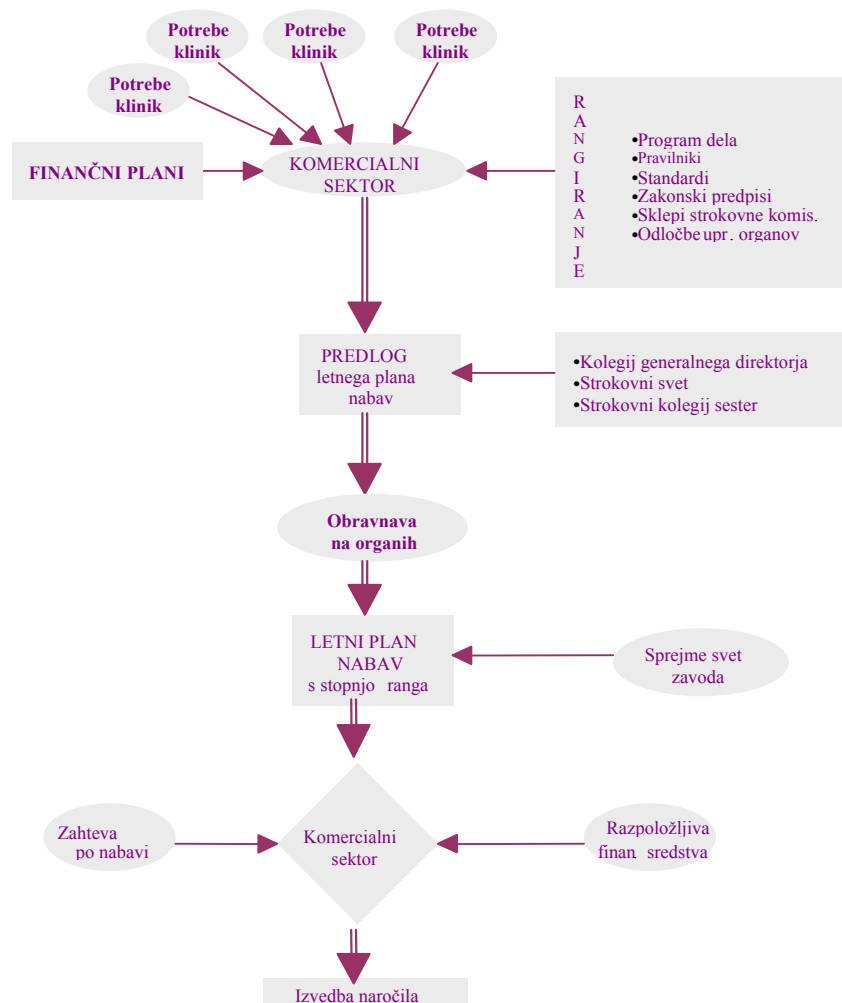 Potrebe
klinik
Potrebe
klinik
Potrebe
klinik
Potrebe
klinik
FINANČNI PLANI
KOMERCIALNI
SEKTOR
R
A
N
G
I
R
A
N
J
E
•Program dela
•Pravilniki
•Standardi
•Zakonski predpisi
•Sklepi strokovne komis.
•Odločbe upr. organov
PREDLOG
letnega plana
nabav
•Kolegij generalnega direktorja
•Strokovni svet
•Strokovni kolegij sester
Obravnava
na organih
LETNI PLAN
NABAV
s stopnjo ranga
Sprejme svet
zavoda
Zahteva
po nabavi
Komercialni
sektor
Razpoložljiva
finan. sredstva
Izvedba naročila